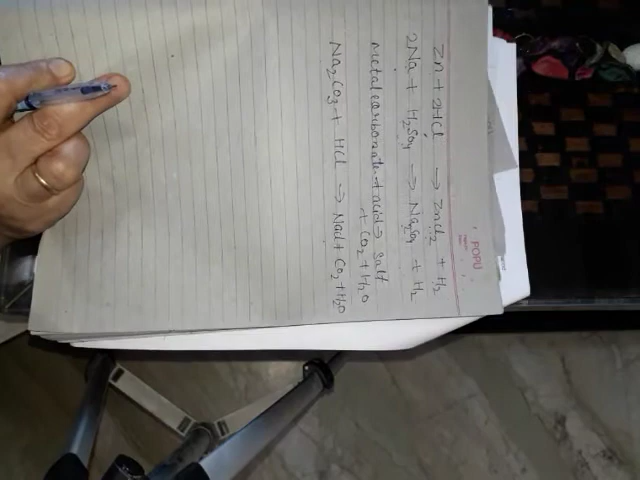 POPU
Zn + 2HCl → ZnCl2 + H2
2Na + H2SO4 → Na2SO4 + H2
metal carbonate + acid → salt
+ CO2 + H2O
Na2CO3 + HCl → NaCl + CO2 + H2O